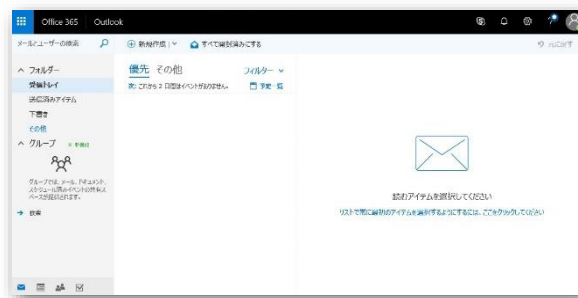 Office 365 Outlook
メールとユーザーの検索
新規作成
すべて開封済みにする
元に戻す
フォルダー
受信トレイ
送信済みアイテム
下書き
その他
グループ
グループでは、メール、ドキュメント、
スケジュール済みイベントの共有ス
ペースが提供されます。
検索
優先 その他 フィルター
次: これから 2 日間はイベントがありません。 予定一覧
読むアイテムを選択してください
リストで常に最初のアイテムを選択するようにするには、ここをクリックしてください